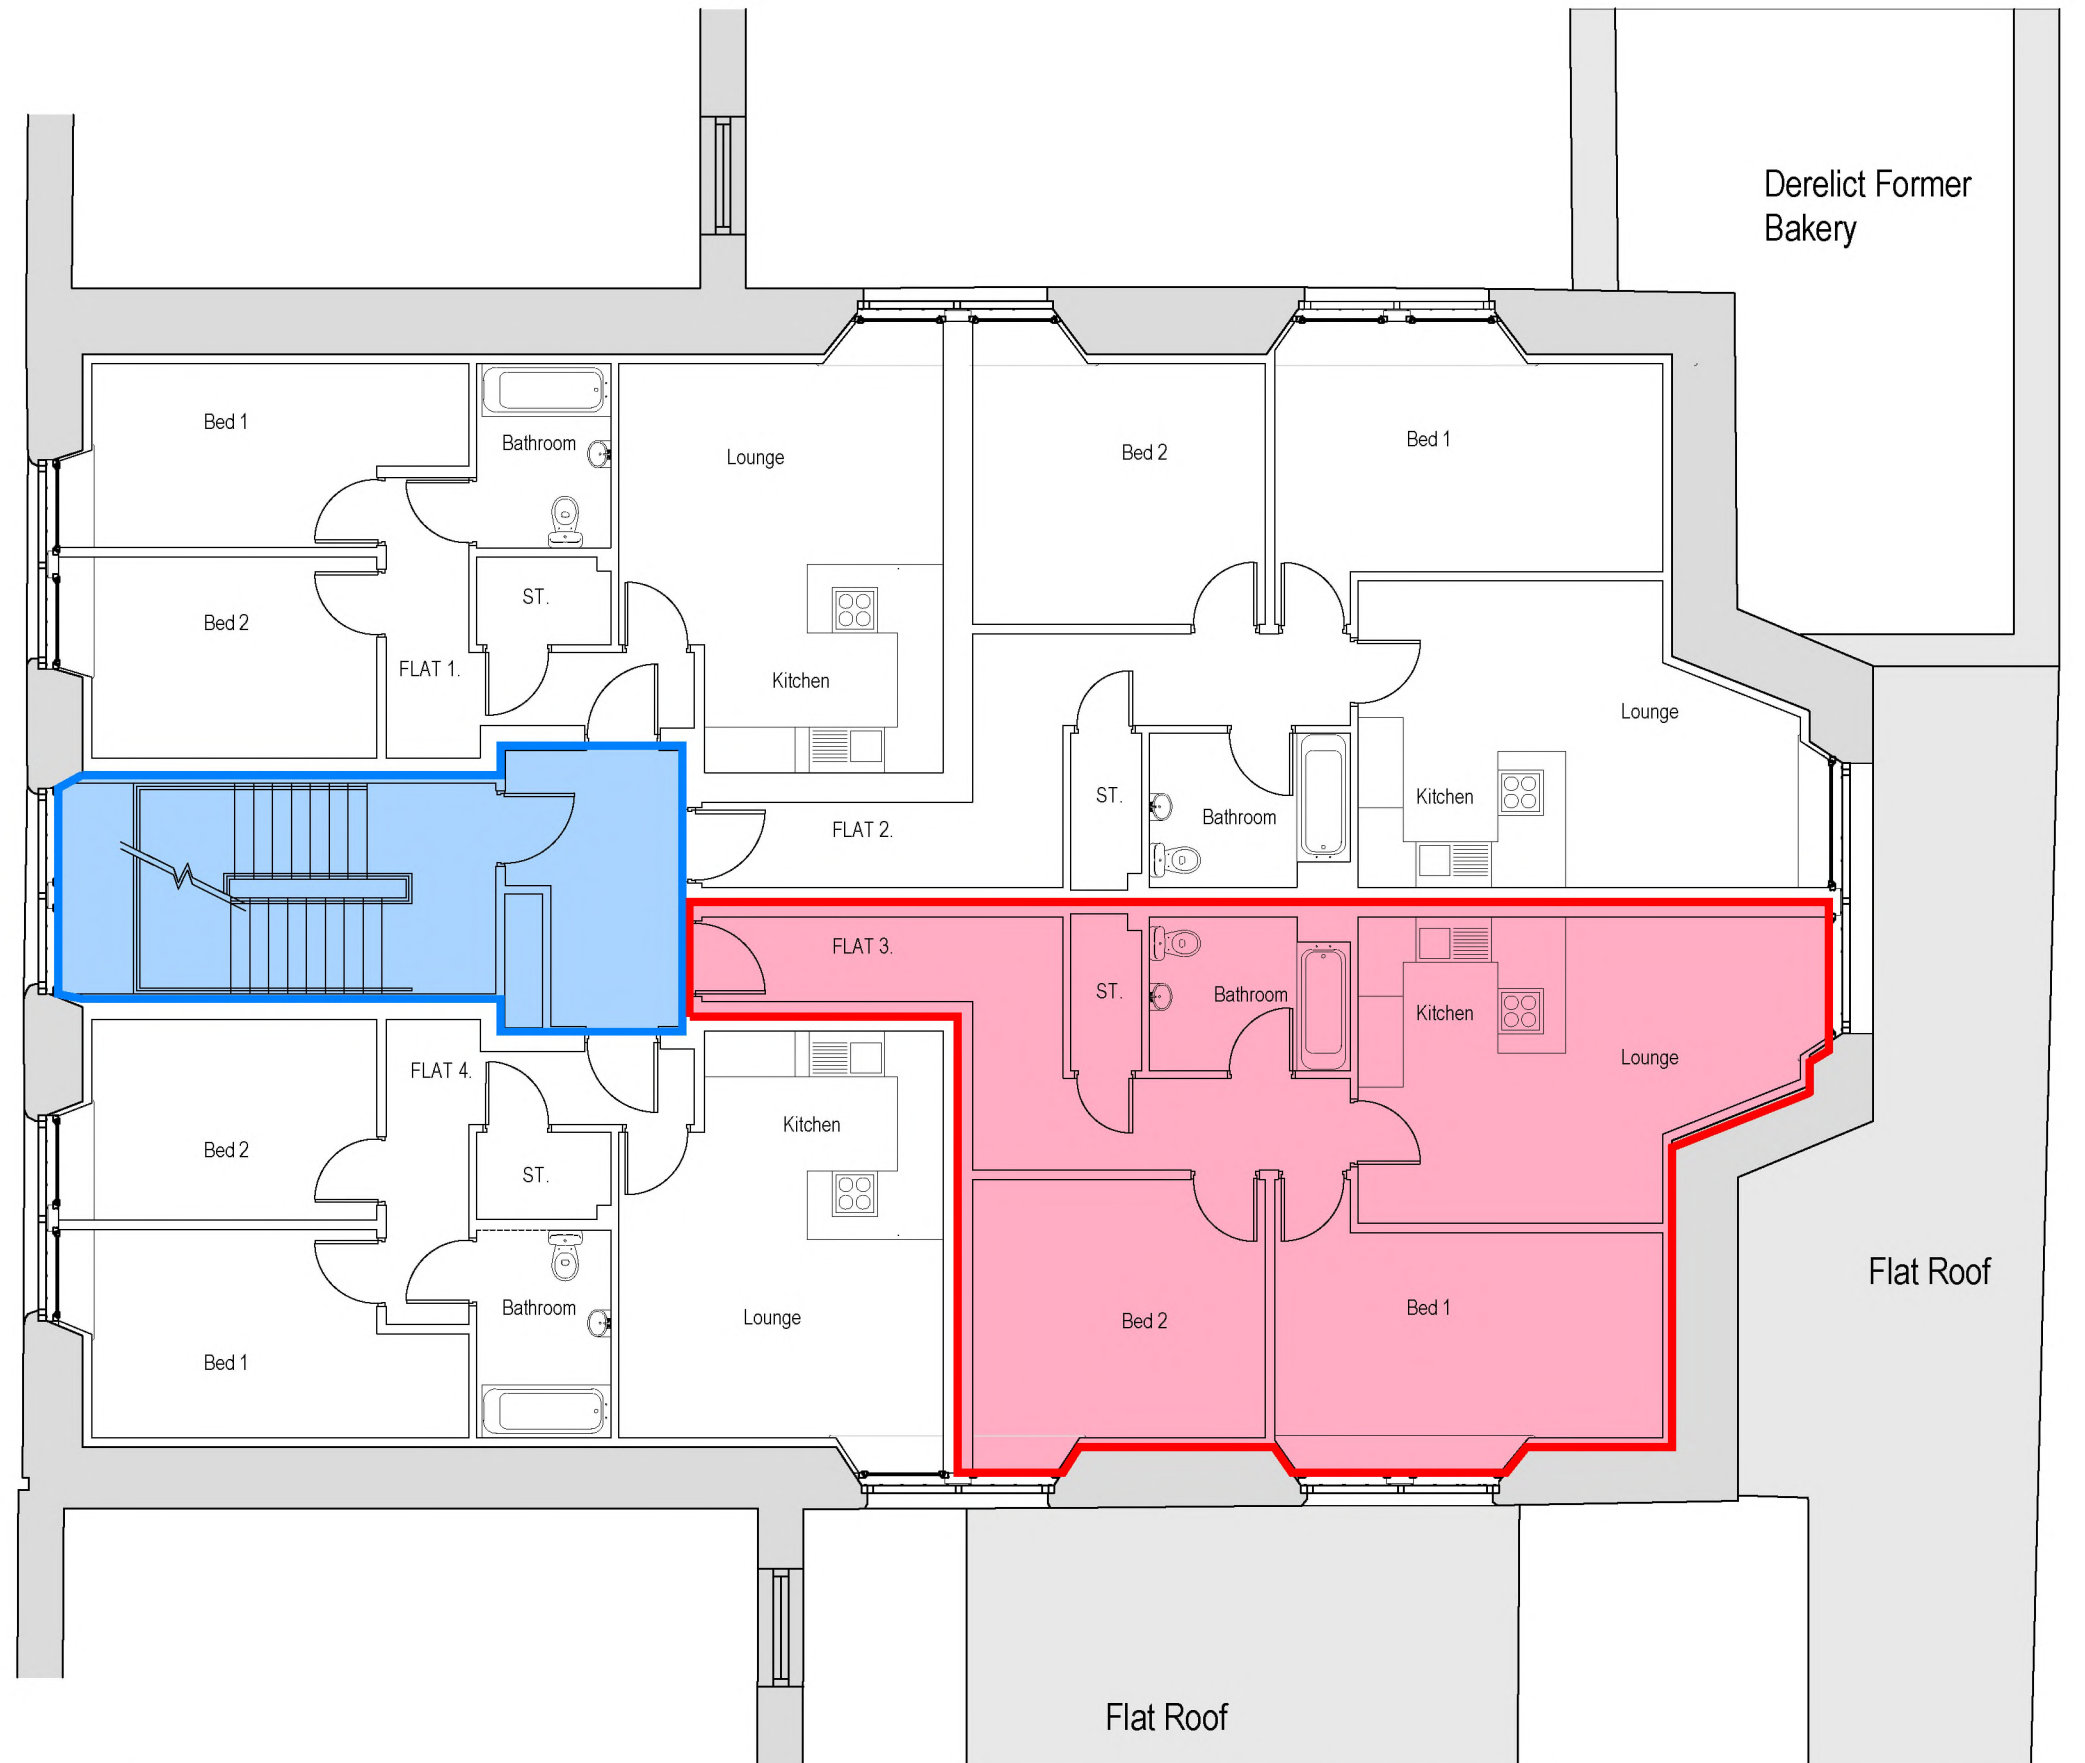 Derelict Former
Bakery
Bed 1
Bathroom
Lounge
Bed 2
Bed 1
ST.
Bed 2
FLAT 1.
Kitchen
Lounge
ST.
Kitchen
Bathroom
FLAT 2.
FLAT 3.
ST.
Bathroom
Kitchen
Lounge
FLAT 4.
Kitchen
Bed 2
ST.
Bathroom
Lounge
Bed 2
Bed 1
Bed 1
Flat Roof
Flat Roof